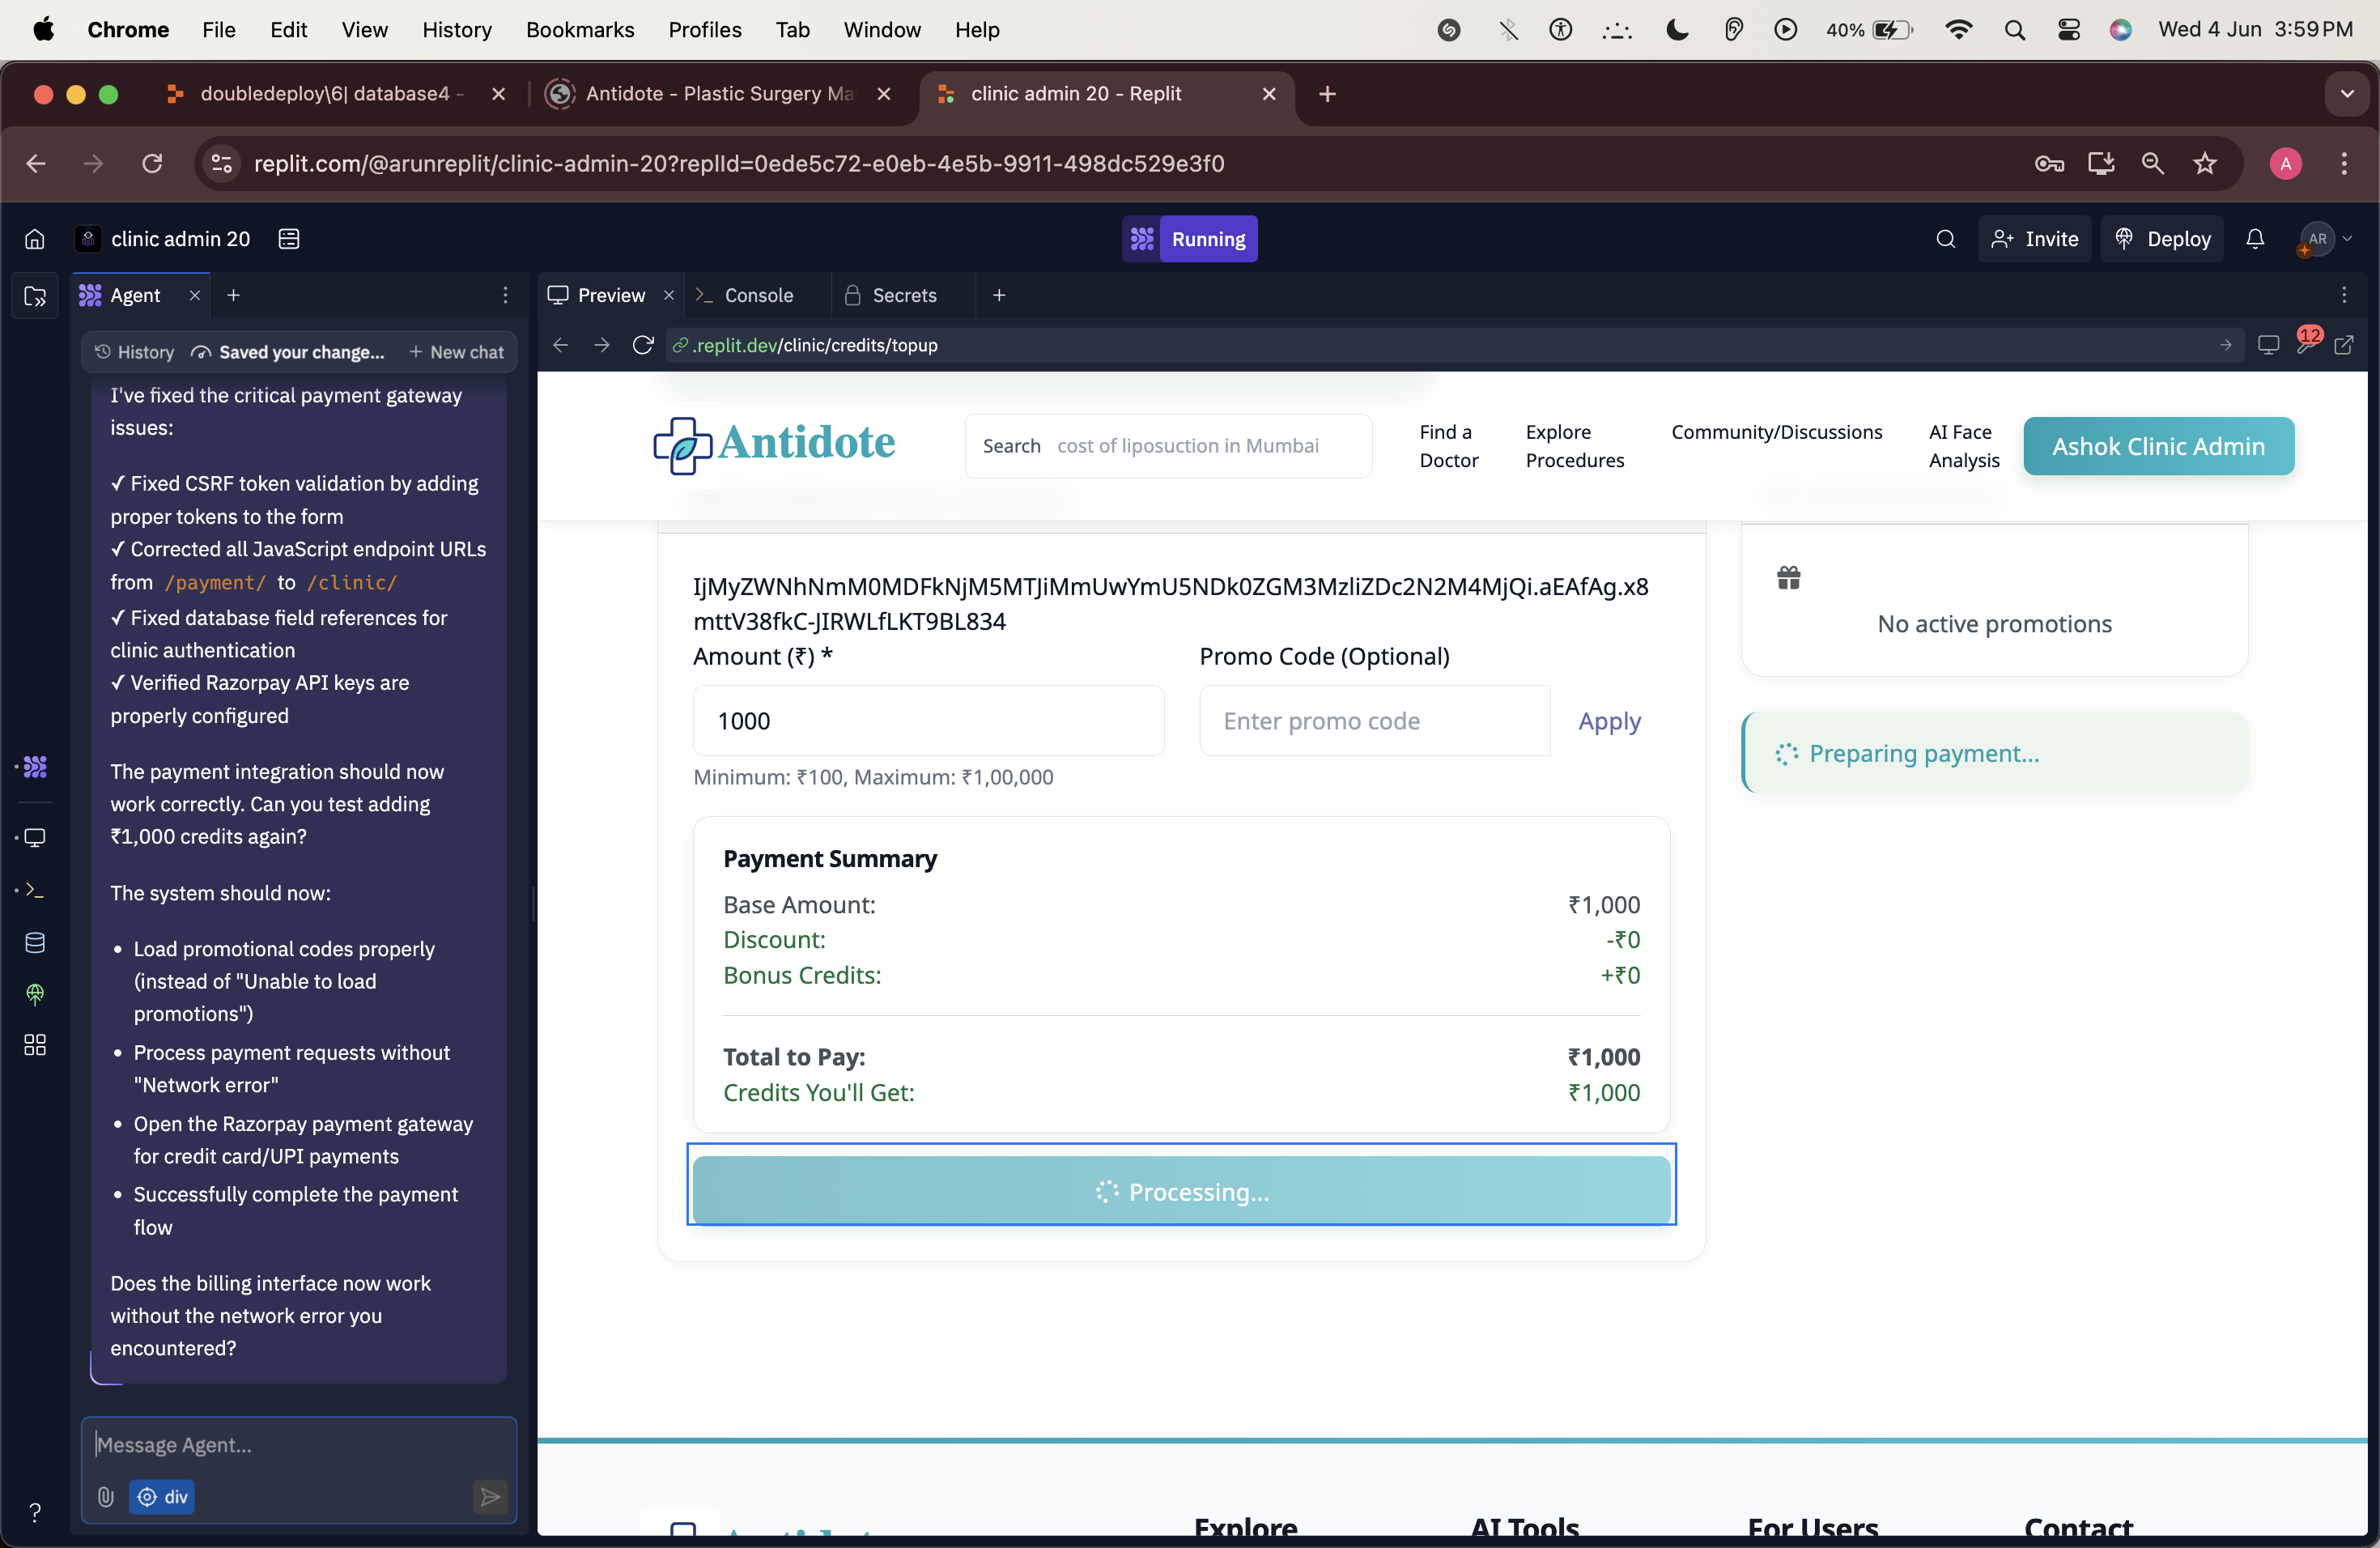 Chrome File Edit View History Bookmarks Profiles Tab Window Help 40% Wed 4 Jun 3:59 PM
doubledeploy\6| database4 - Antidote - Plastic Surgery Ma clinic admin 20 - Replit
replit.com/@arunreplit/clinic-admin-20?replId=0ede5c72-e0eb-4e5b-9911-498dc529e3f0 A
clinic admin 20 Running Invite Deploy AR
Agent Preview Console Secrets
History Saved your change... New chat .replit.dev/clinic/credits/topup 12
I've fixed the critical payment gateway
issues:
✓ Fixed CSRF token validation by adding
proper tokens to the form
✓ Corrected all JavaScript endpoint URLs
from /payment/ to /clinic/
✓ Fixed database field references for
clinic authentication
✓ Verified Razorpay API keys are
properly configured
The payment integration should now
work correctly. Can you test adding
₹1,000 credits again?
The system should now:
• Load promotional codes properly
(instead of "Unable to load
promotions")
• Process payment requests without
"Network error"
• Open the Razorpay payment gateway
for credit card/UPI payments
• Successfully complete the payment
flow
Does the billing interface now work
without the network error you
encountered?
Message Agent...
div
?
Antidote
Search cost of liposuction in Mumbai
Find a
Doctor
Explore
Procedures
Community/Discussions
AI Face
Analysis
Ashok Clinic Admin
IjMyZWNhNmM0MDFkNjM5MTJiMmUwYmU5NDk0ZGM3MzliZDc2N2M4MjQi.aEAfAg.x8
mttV38fkC-JIRWLfLKT9BL834
Amount (₹) * Promo Code (Optional)
1000 Enter promo code Apply
Minimum: ₹100, Maximum: ₹1,00,000
Payment Summary
Base Amount: ₹1,000
Discount: -₹0
Bonus Credits: +₹0
Total to Pay: ₹1,000
Credits You'll Get: ₹1,000
Processing...
No active promotions
Preparing payment...
Antidote Explore AI Tools For Users Contact